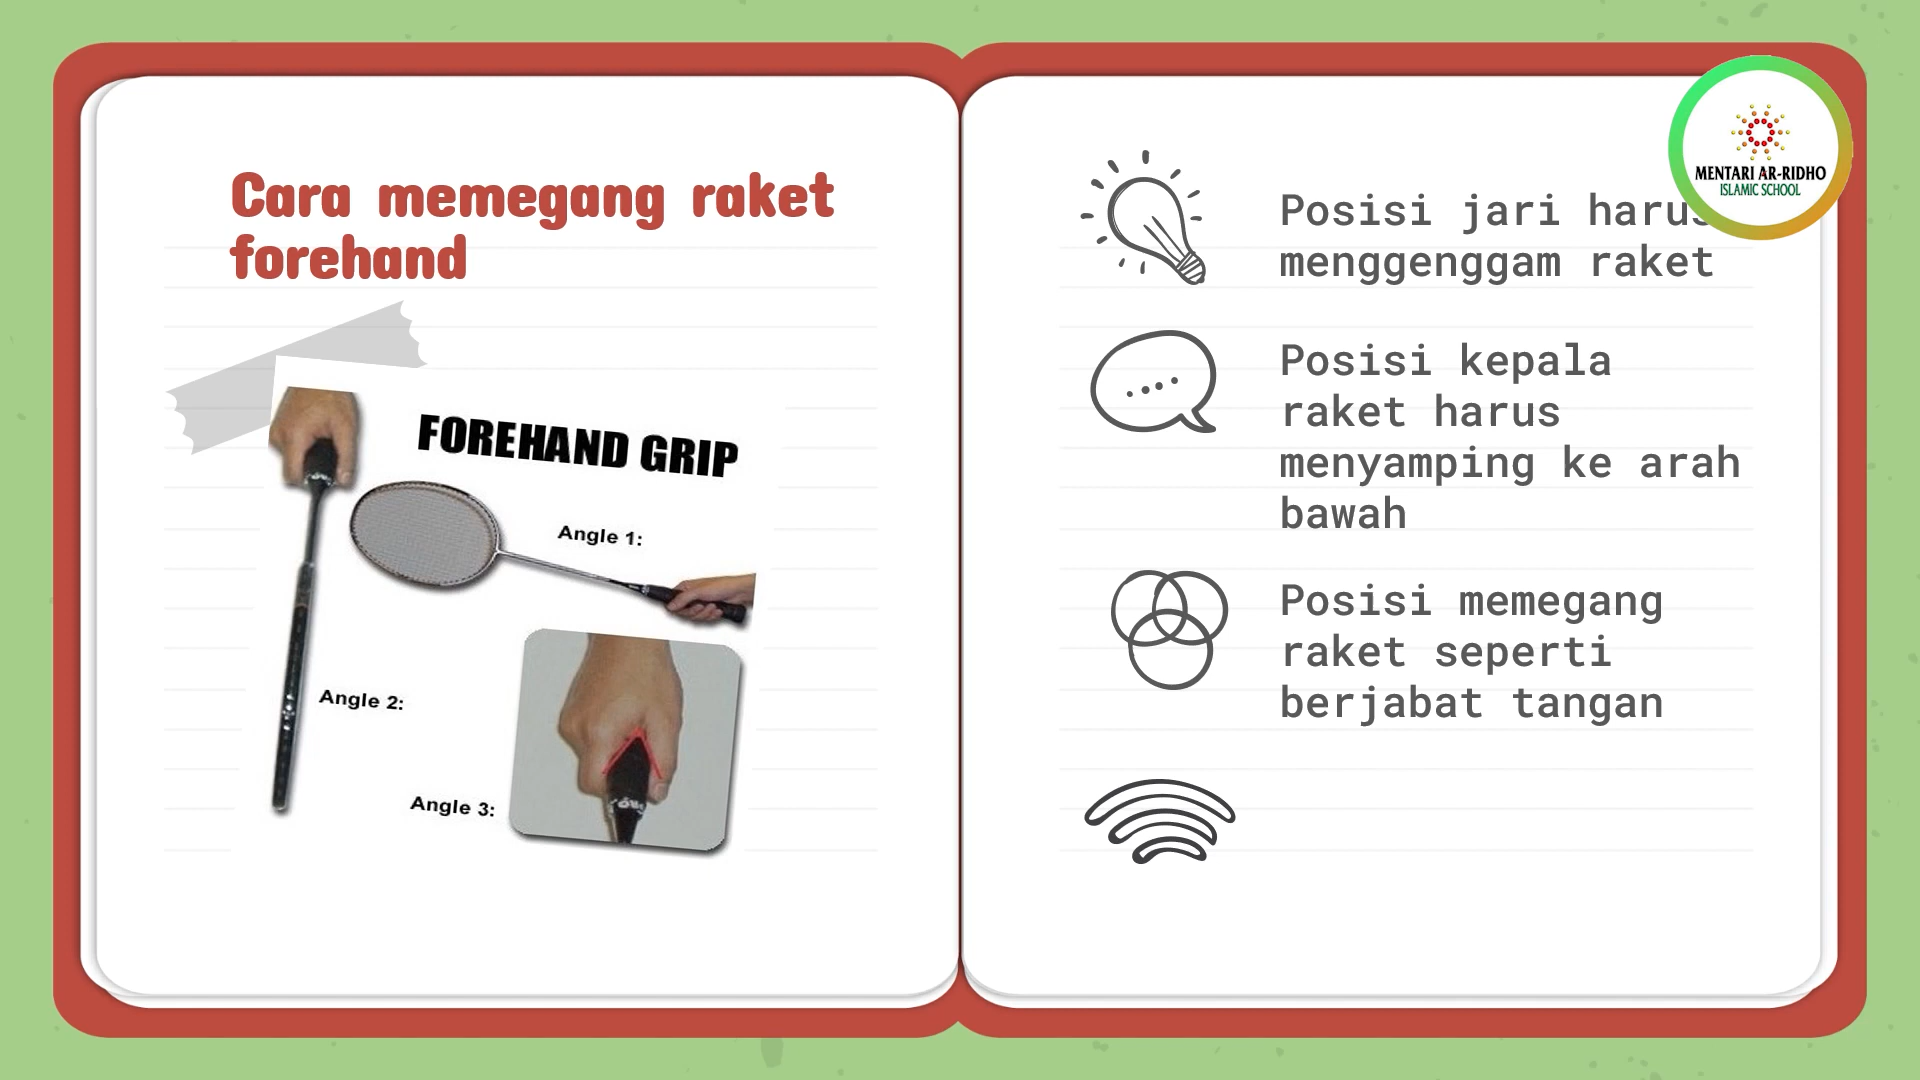 Cara memegang raket
forehand
FOREHAND GRIP
Angle 1:
Angle 2:
Angle 3:
MENTARI AR-RIDHO
ISLAMIC SCHOOL
Posisi jari harus
menggenggam raket
Posisi kepala
raket harus
menyamping ke arah
bawah
Posisi memegang
raket seperti
berjabat tangan